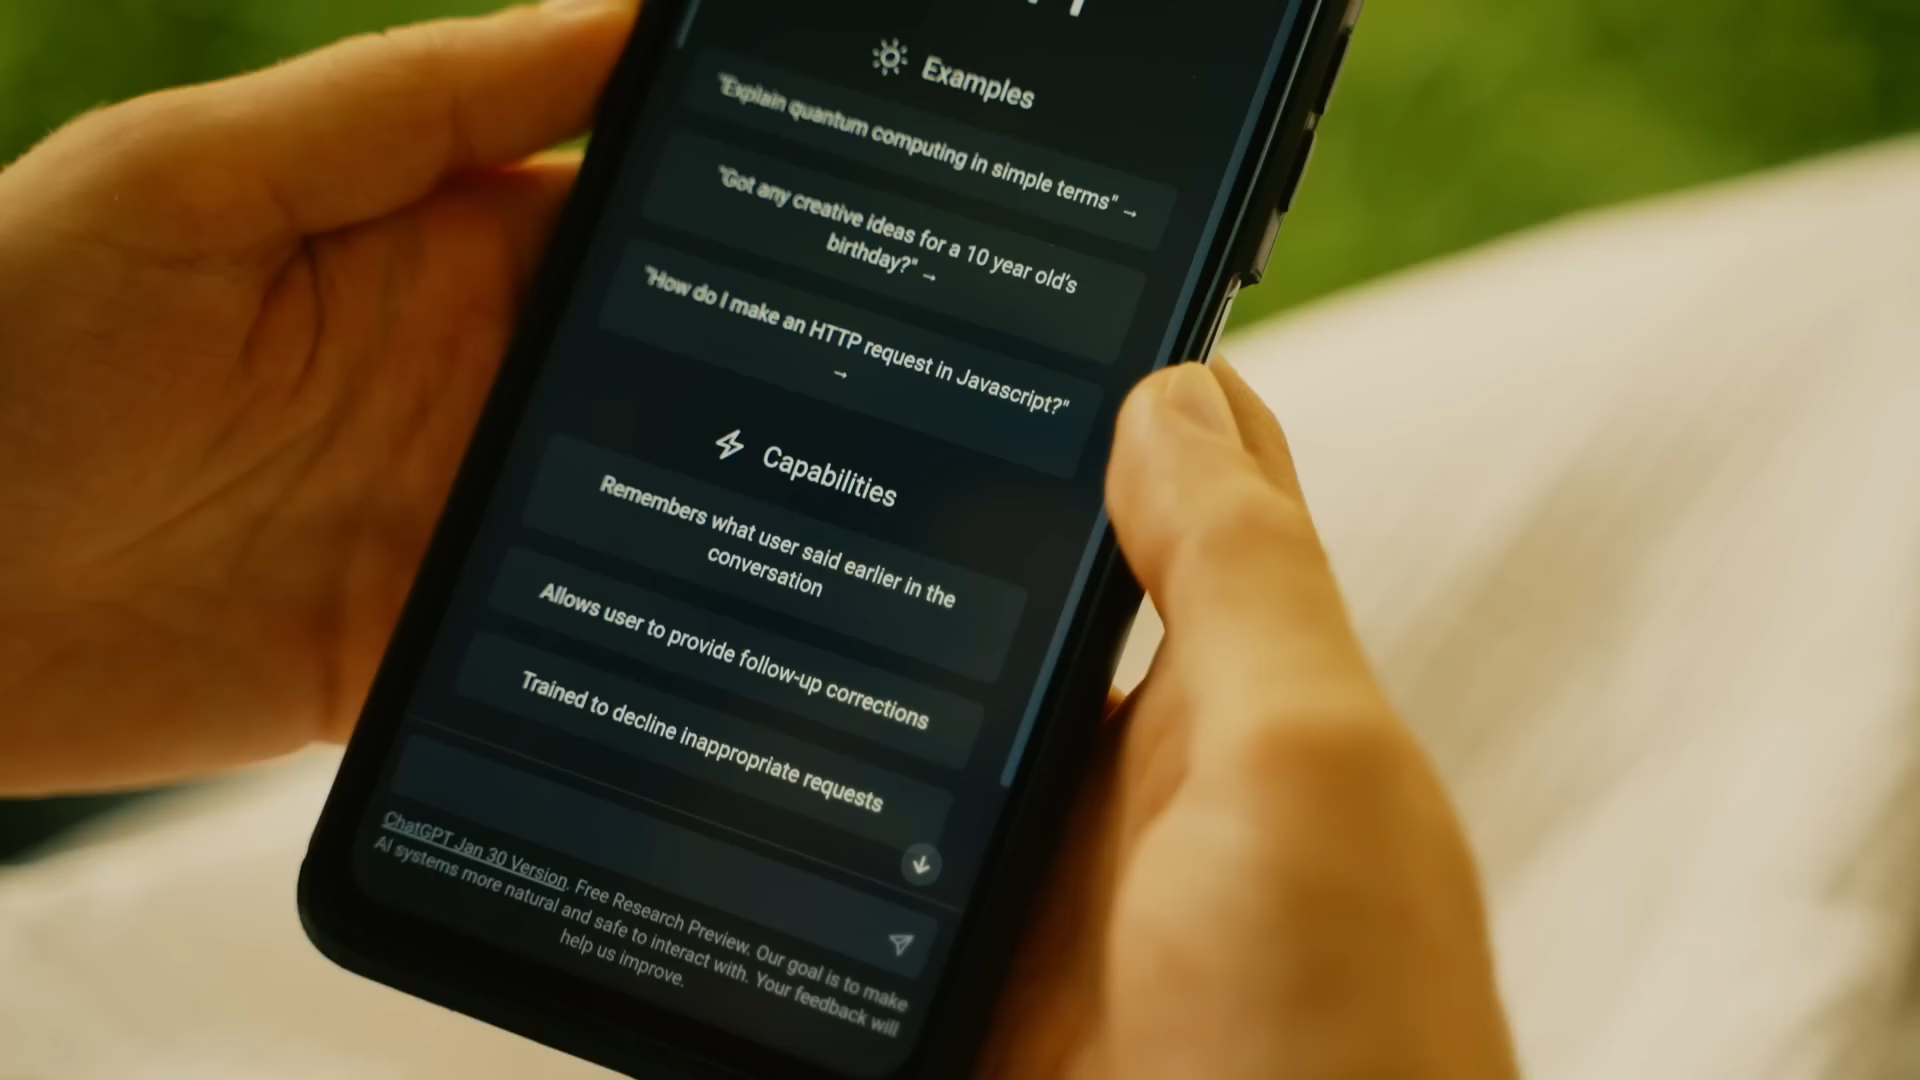 Examples
"Explain quantum computing in simple terms" →
"Got any creative ideas for a 10 year old's
birthday?" →
"How do I make an HTTP request in Javascript?"
→
Capabilities
Remembers what user said earlier in the
conversation
Allows user to provide follow-up corrections
Trained to decline inappropriate requests
ChatGPT Jan 30 Version. Free Research Preview. Our goal is to make
AI systems more natural and safe to interact with. Your feedback will
help us improve.